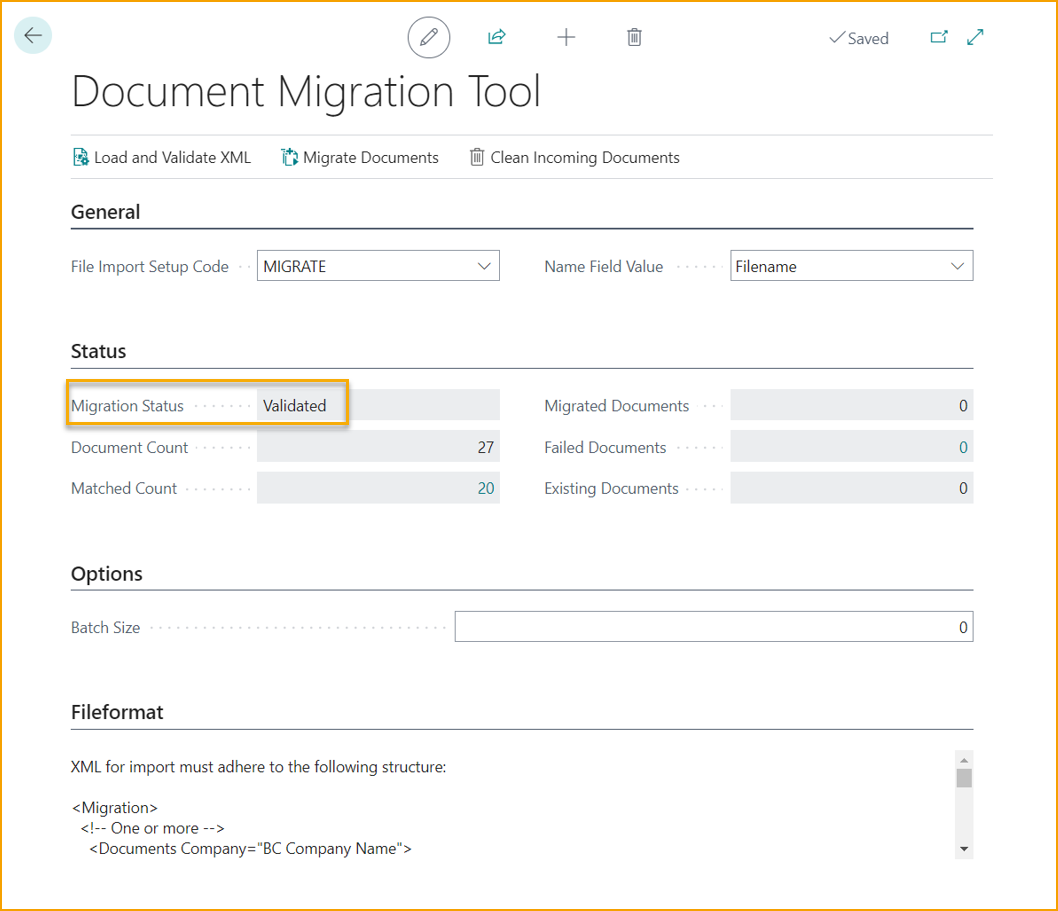 Saved
Document Migration Tool
Load and Validate XML Migrate Documents Clean Incoming Documents
General
File Import Setup Code MIGRATE Name Field Value Filename
Status
Migration Status Validated Migrated Documents 0
Document Count 27 Failed Documents 0
Matched Count 20 Existing Documents 0
Options
Batch Size 0
Fileformat
XML for import must adhere to the following structure:
<Migration>
<!-- One or more -->
<Documents Company="BC Company Name">